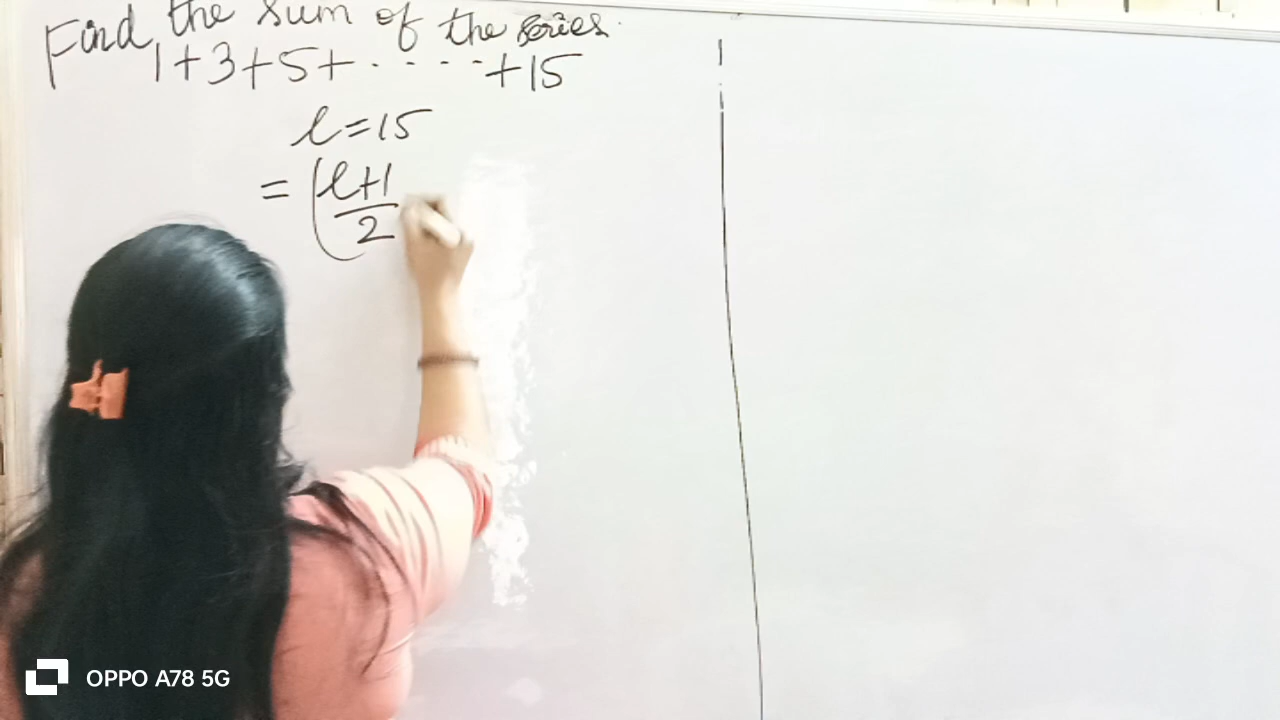 Find the sum of the series.
1+3+5+.....+15
l=15
= (l+1
2
OPPO A78 5G